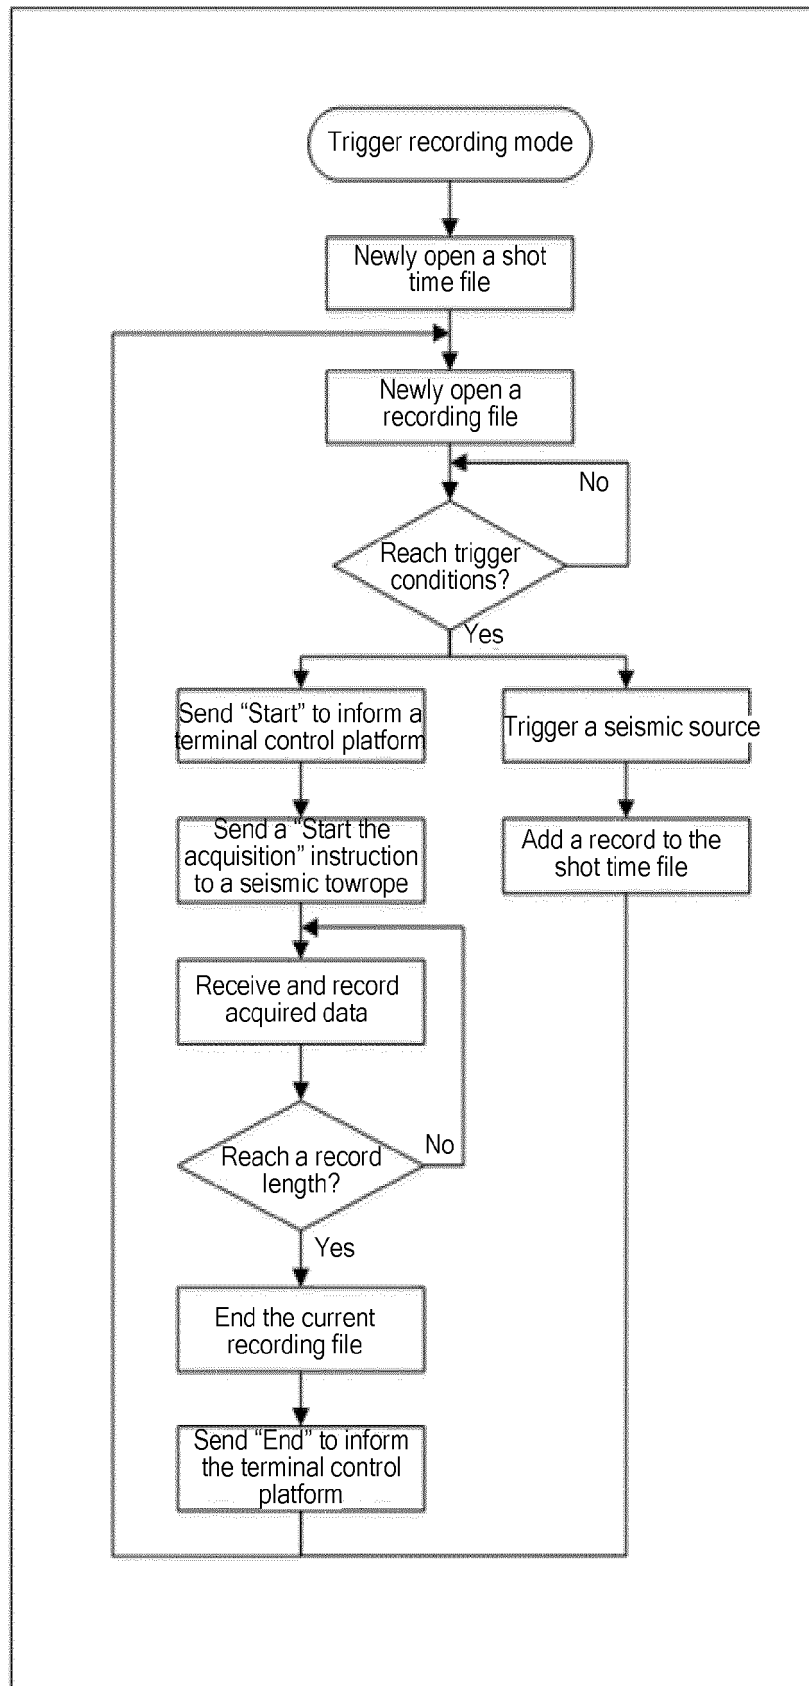 Trigger recording mode
Newly open a shot
time file
Newly open a
recording file
No
Reach trigger
conditions?
Yes
Send “Start” to inform a
terminal control platform
Trigger a seismic source
Send a “Start the
acquisition” instruction
to a seismic towrope
Add a record to the
shot time file
Receive and record
acquired data
No
Reach a record
length?
Yes
End the current
recording file
Send “End” to inform
the terminal control
platform